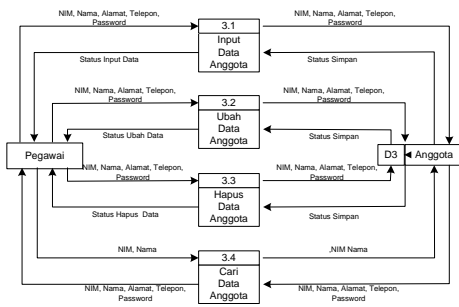 NIM, Nama, Alamat, Telepon,
Password
3.1
Input
Data
Anggota
NIM, Nama, Alamat, Telepon,
Password
Status Input Data
Status Simpan
NIM, Nama, Alamat, Telepon,
Password
3.2
Ubah
Data
Anggota
NIM, Nama, Alamat, Telepon,
Password
Status Ubah Data
Status Simpan
Pegawai
D3
Anggota
NIM, Nama, Alamat, Telepon,
Password
3.3
Hapus
Data
Anggota
NIM, Nama, Alamat, Telepon,
Password
Status Hapus Data
Status Simpan
NIM, Nama
3.4
Cari
Data
Anggota
,NIM Nama
NIM, Nama, Alamat, Telepon,
Password
NIM, Nama, Alamat, Telepon,
Password